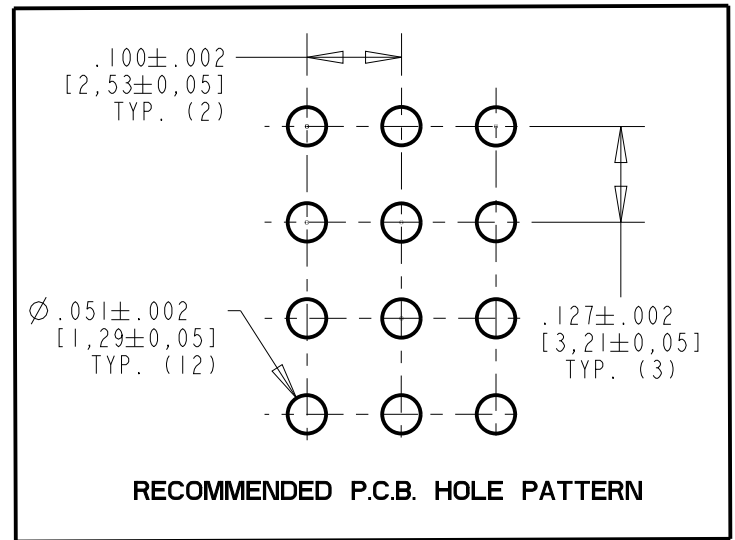 .100±.002
[2,53±0,05]
TYP. (2)
Ø.051±.002
[1,29±0,05]
TYP. (12)
.127±.002
[3,21±0,05]
TYP. (3)
RECOMMENDED P.C.B. HOLE PATTERN